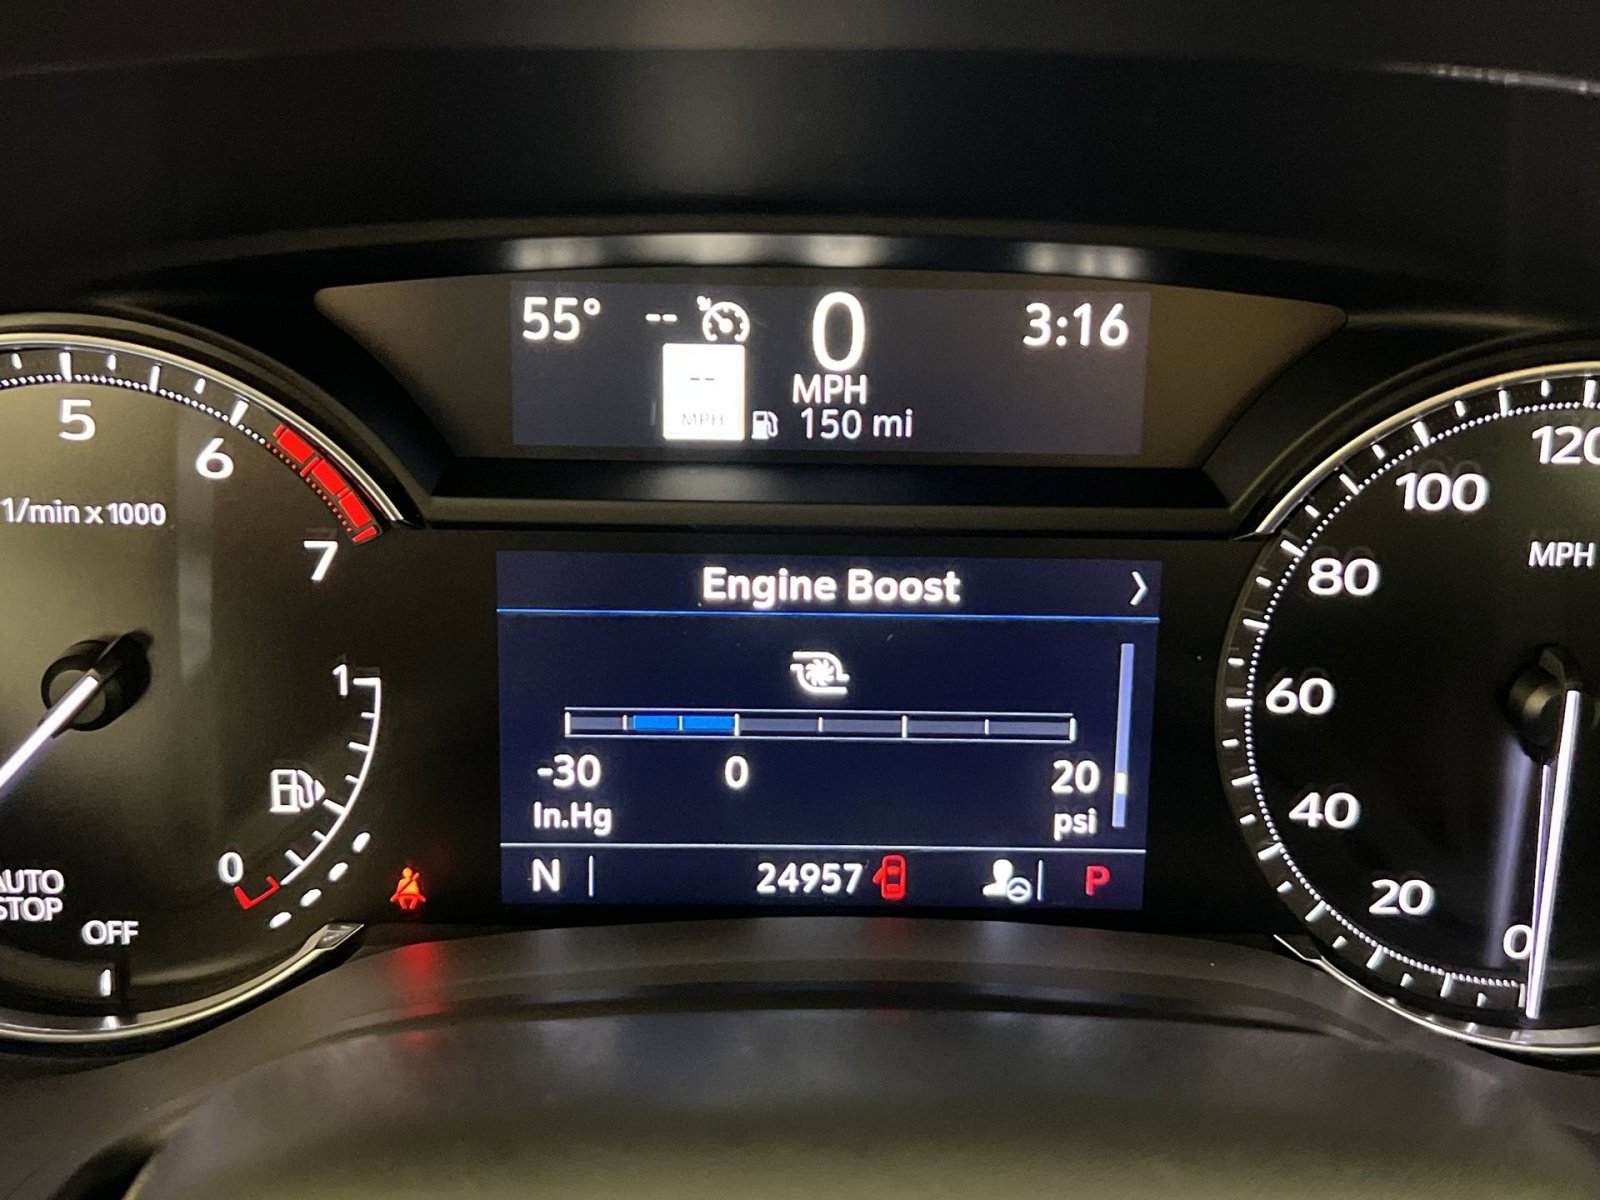 55° -- 0 3:16
-- MPH
MPH 150 mi
5
6
7
1/min x 1000
1
0
AUTO
STOP
OFF
Engine Boost
-30 0 20
In.Hg psi
N 24957 P
120
100
80
60
40
20
0
MPH